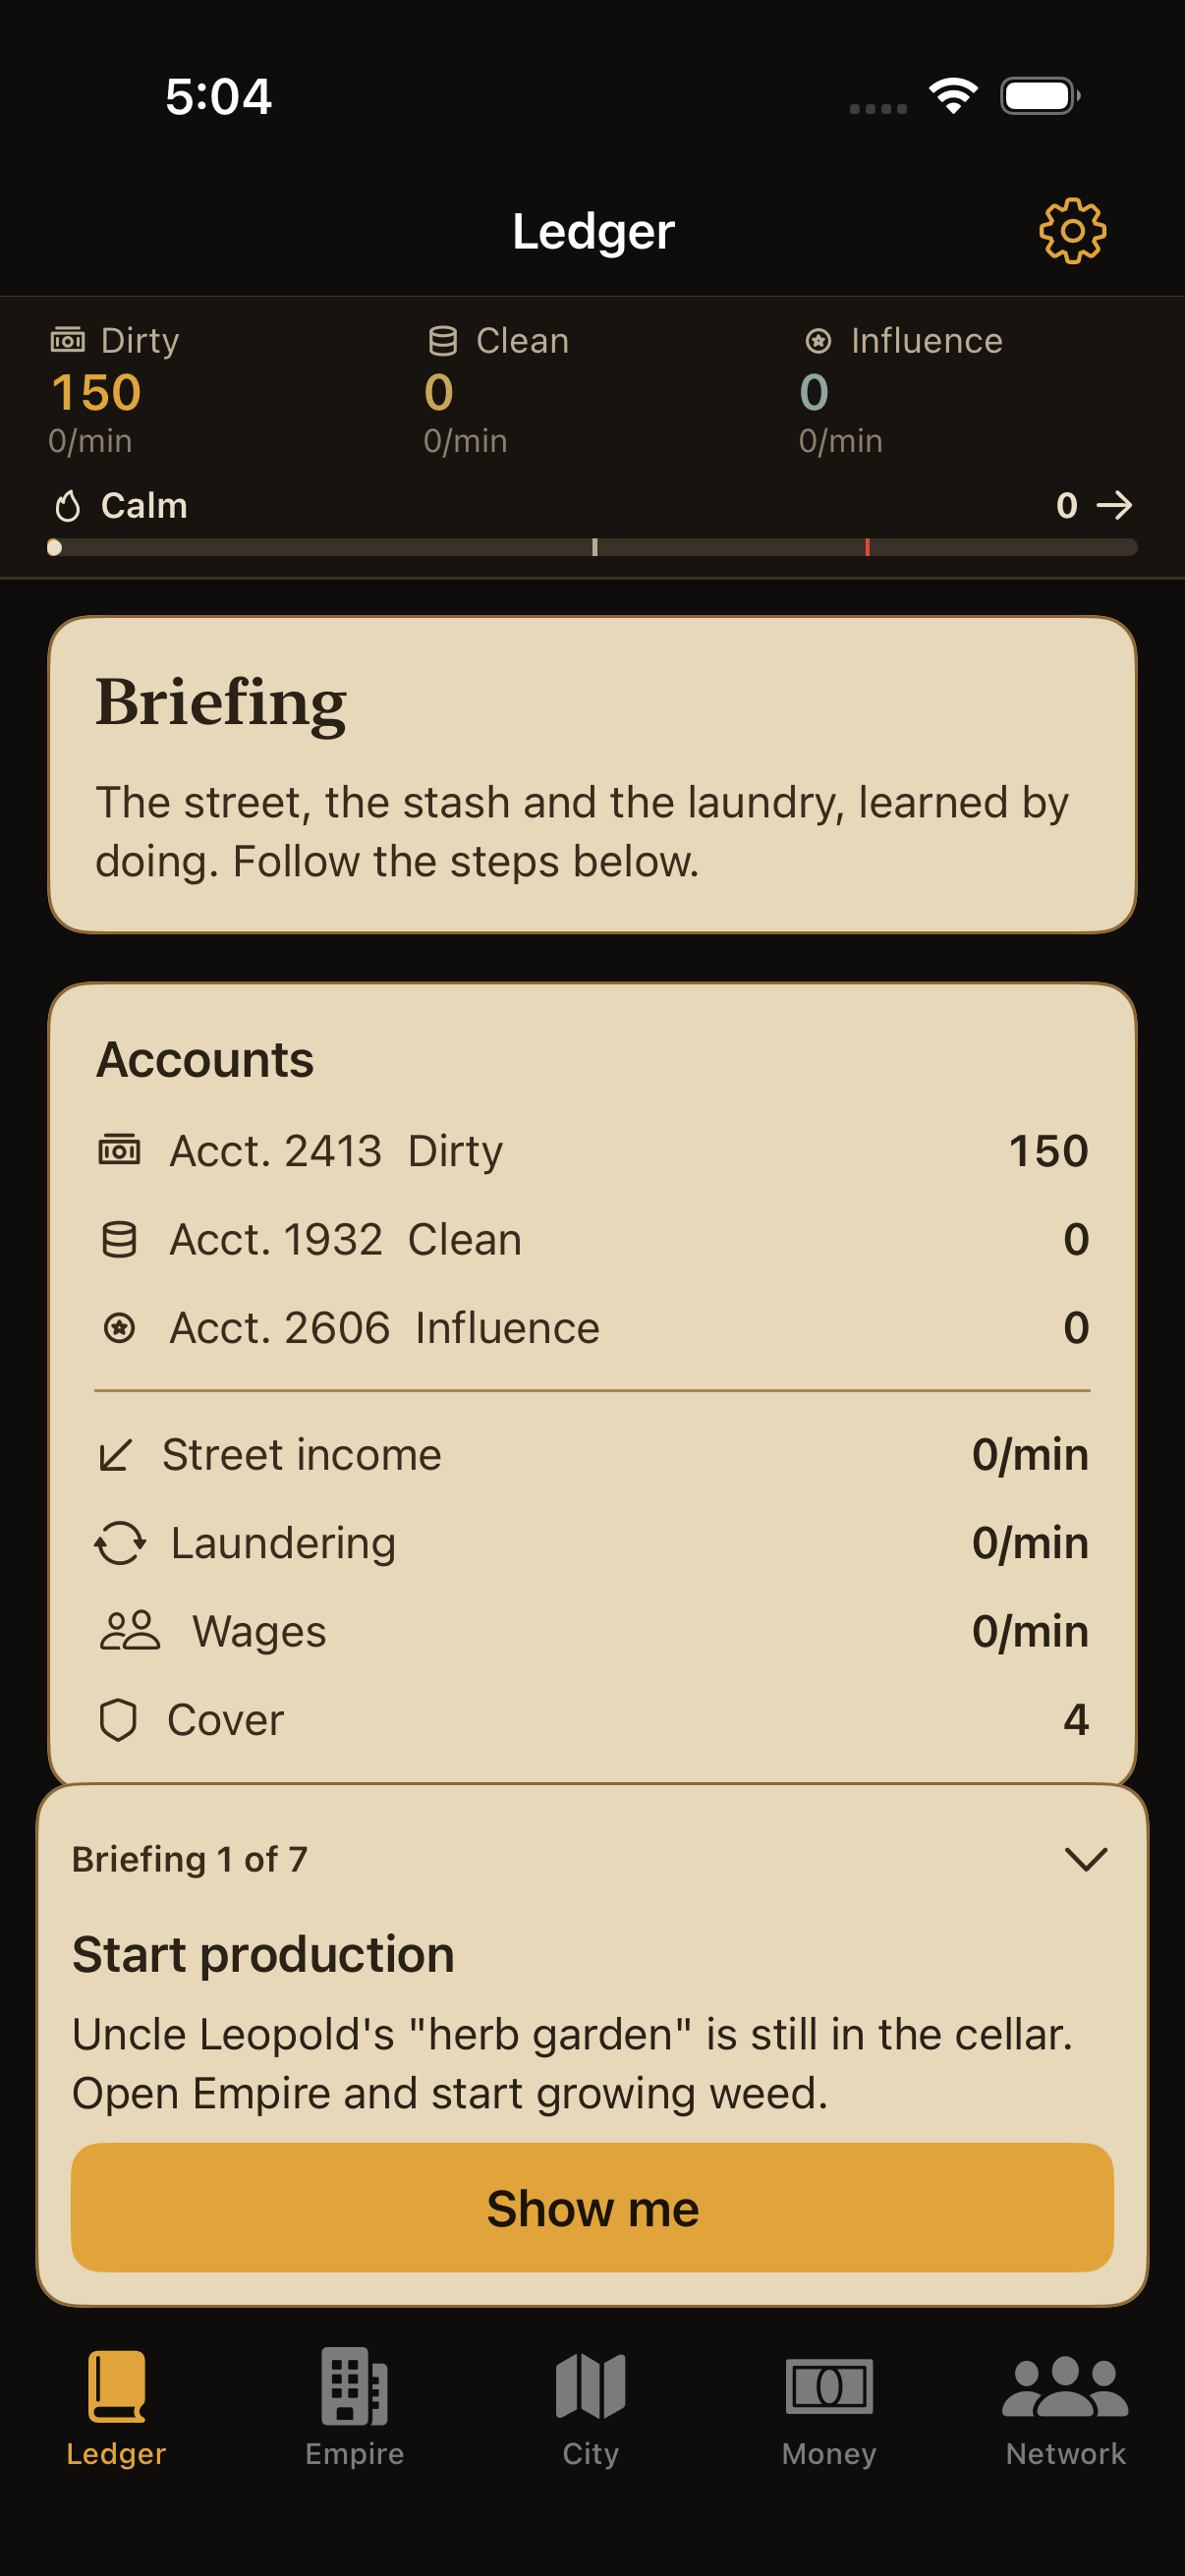 5:04
Ledger
Dirty
150
0/min
Clean
0
0/min
Influence
0
0/min
Calm
0
Briefing
The street, the stash and the laundry, learned by
doing. Follow the steps below.
Accounts
Acct. 2413 Dirty 150
Acct. 1932 Clean 0
Acct. 2606 Influence 0
Street income 0/min
Laundering 0/min
Wages 0/min
Cover 4
Briefing 1 of 7
Start production
Uncle Leopold's "herb garden" is still in the cellar.
Open Empire and start growing weed.
Show me
Ledger Empire City Money Network